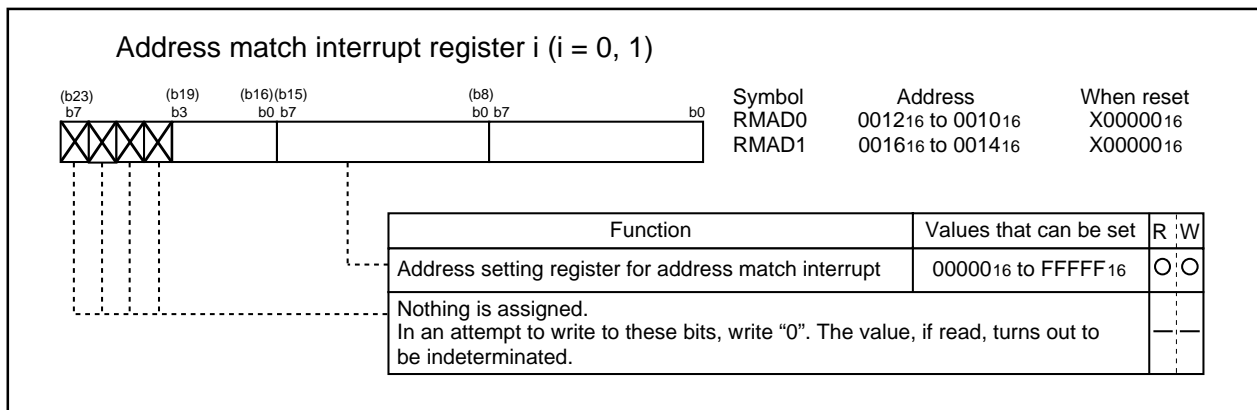 Address match interrupt register i (i = 0, 1)
(b23) (b19) (b16)(b15) (b8)
b7 b3 b0 b7 b0 b7 b0
Symbol Address When reset
RMAD0 001216 to 001016 X0000016
RMAD1 001616 to 001416 X0000016
Function Values that can be set R W
Address setting register for address match interrupt 0000016 to FFFFF16 O O
Nothing is assigned.
In an attempt to write to these bits, write “0”. The value, if read, turns out to — —
be indeterminated.